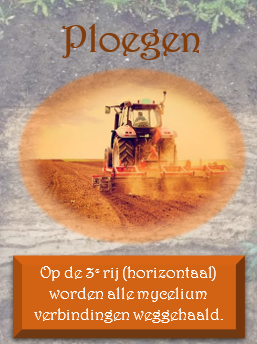 Ploegen
Op de 3e rij (horizontaal)
worden alle mycelium
verbindingen weggehaald.